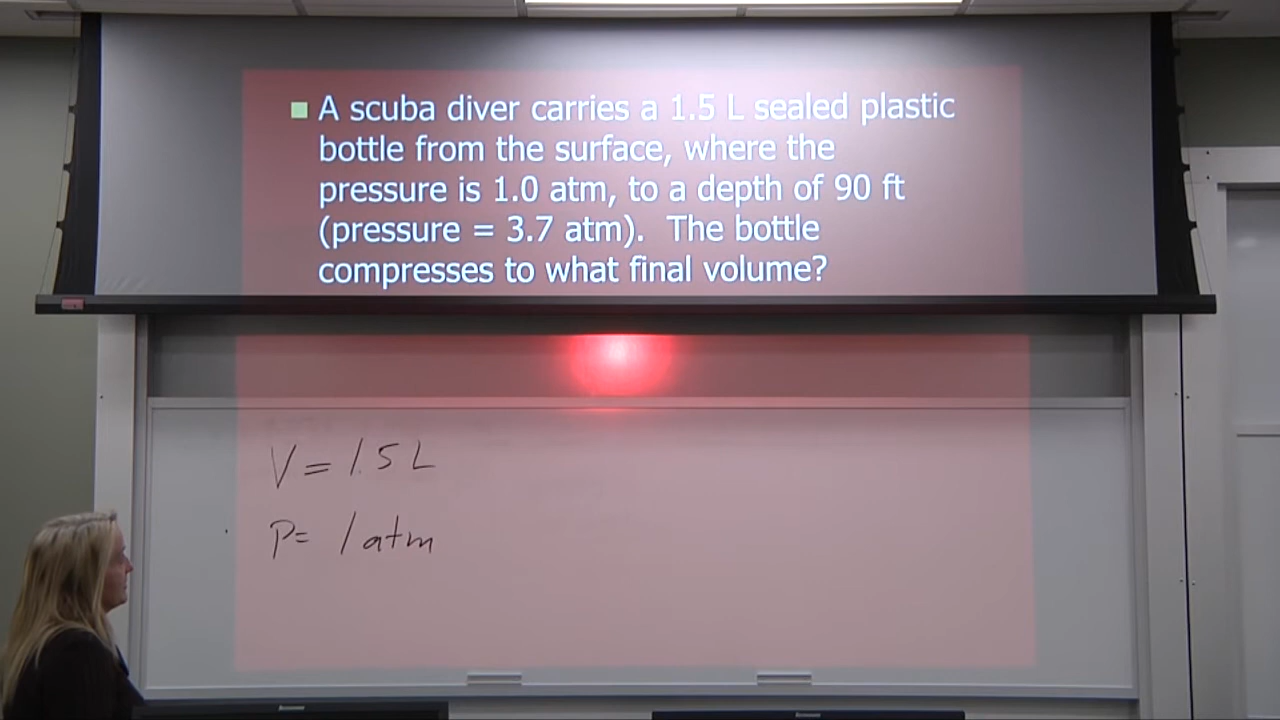 A scuba diver carries a 1.5 L sealed plastic
bottle from the surface, where the
pressure is 1.0 atm, to a depth of 90 ft
(pressure = 3.7 atm).  The bottle
compresses to what final volume?
V = 1.5 L
P= 1 atm